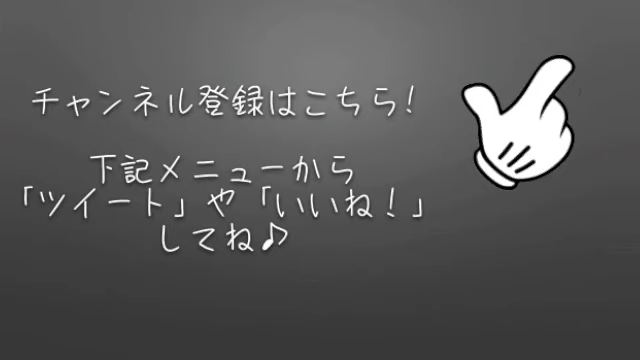 チャンネル登録はこちら!
下記メニューから
「ツイート」や「いいね！」
してね♪